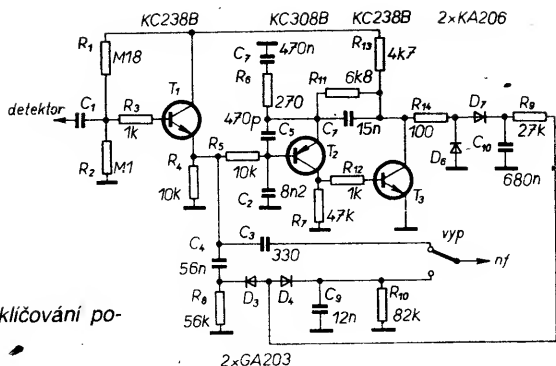 KC238B KC308B KC238B 2×KA206
R1
M18
T1
C7
470n
R6
270
R11
6k8
R13
4k7
detektor
C1
R3
1k
470p
C5
C7
15n
R14
100
D7
R9
27k
R2
M1
R4
10k
R5
10k
C2
8n2
T2
R12
1k
T3
D6
C10
680n
R7
47k
C4
56n
C3
330
vyp
nf
R8
56k
D3
D4
C9
12n
R10
82k
klíčování po-
2×GA203